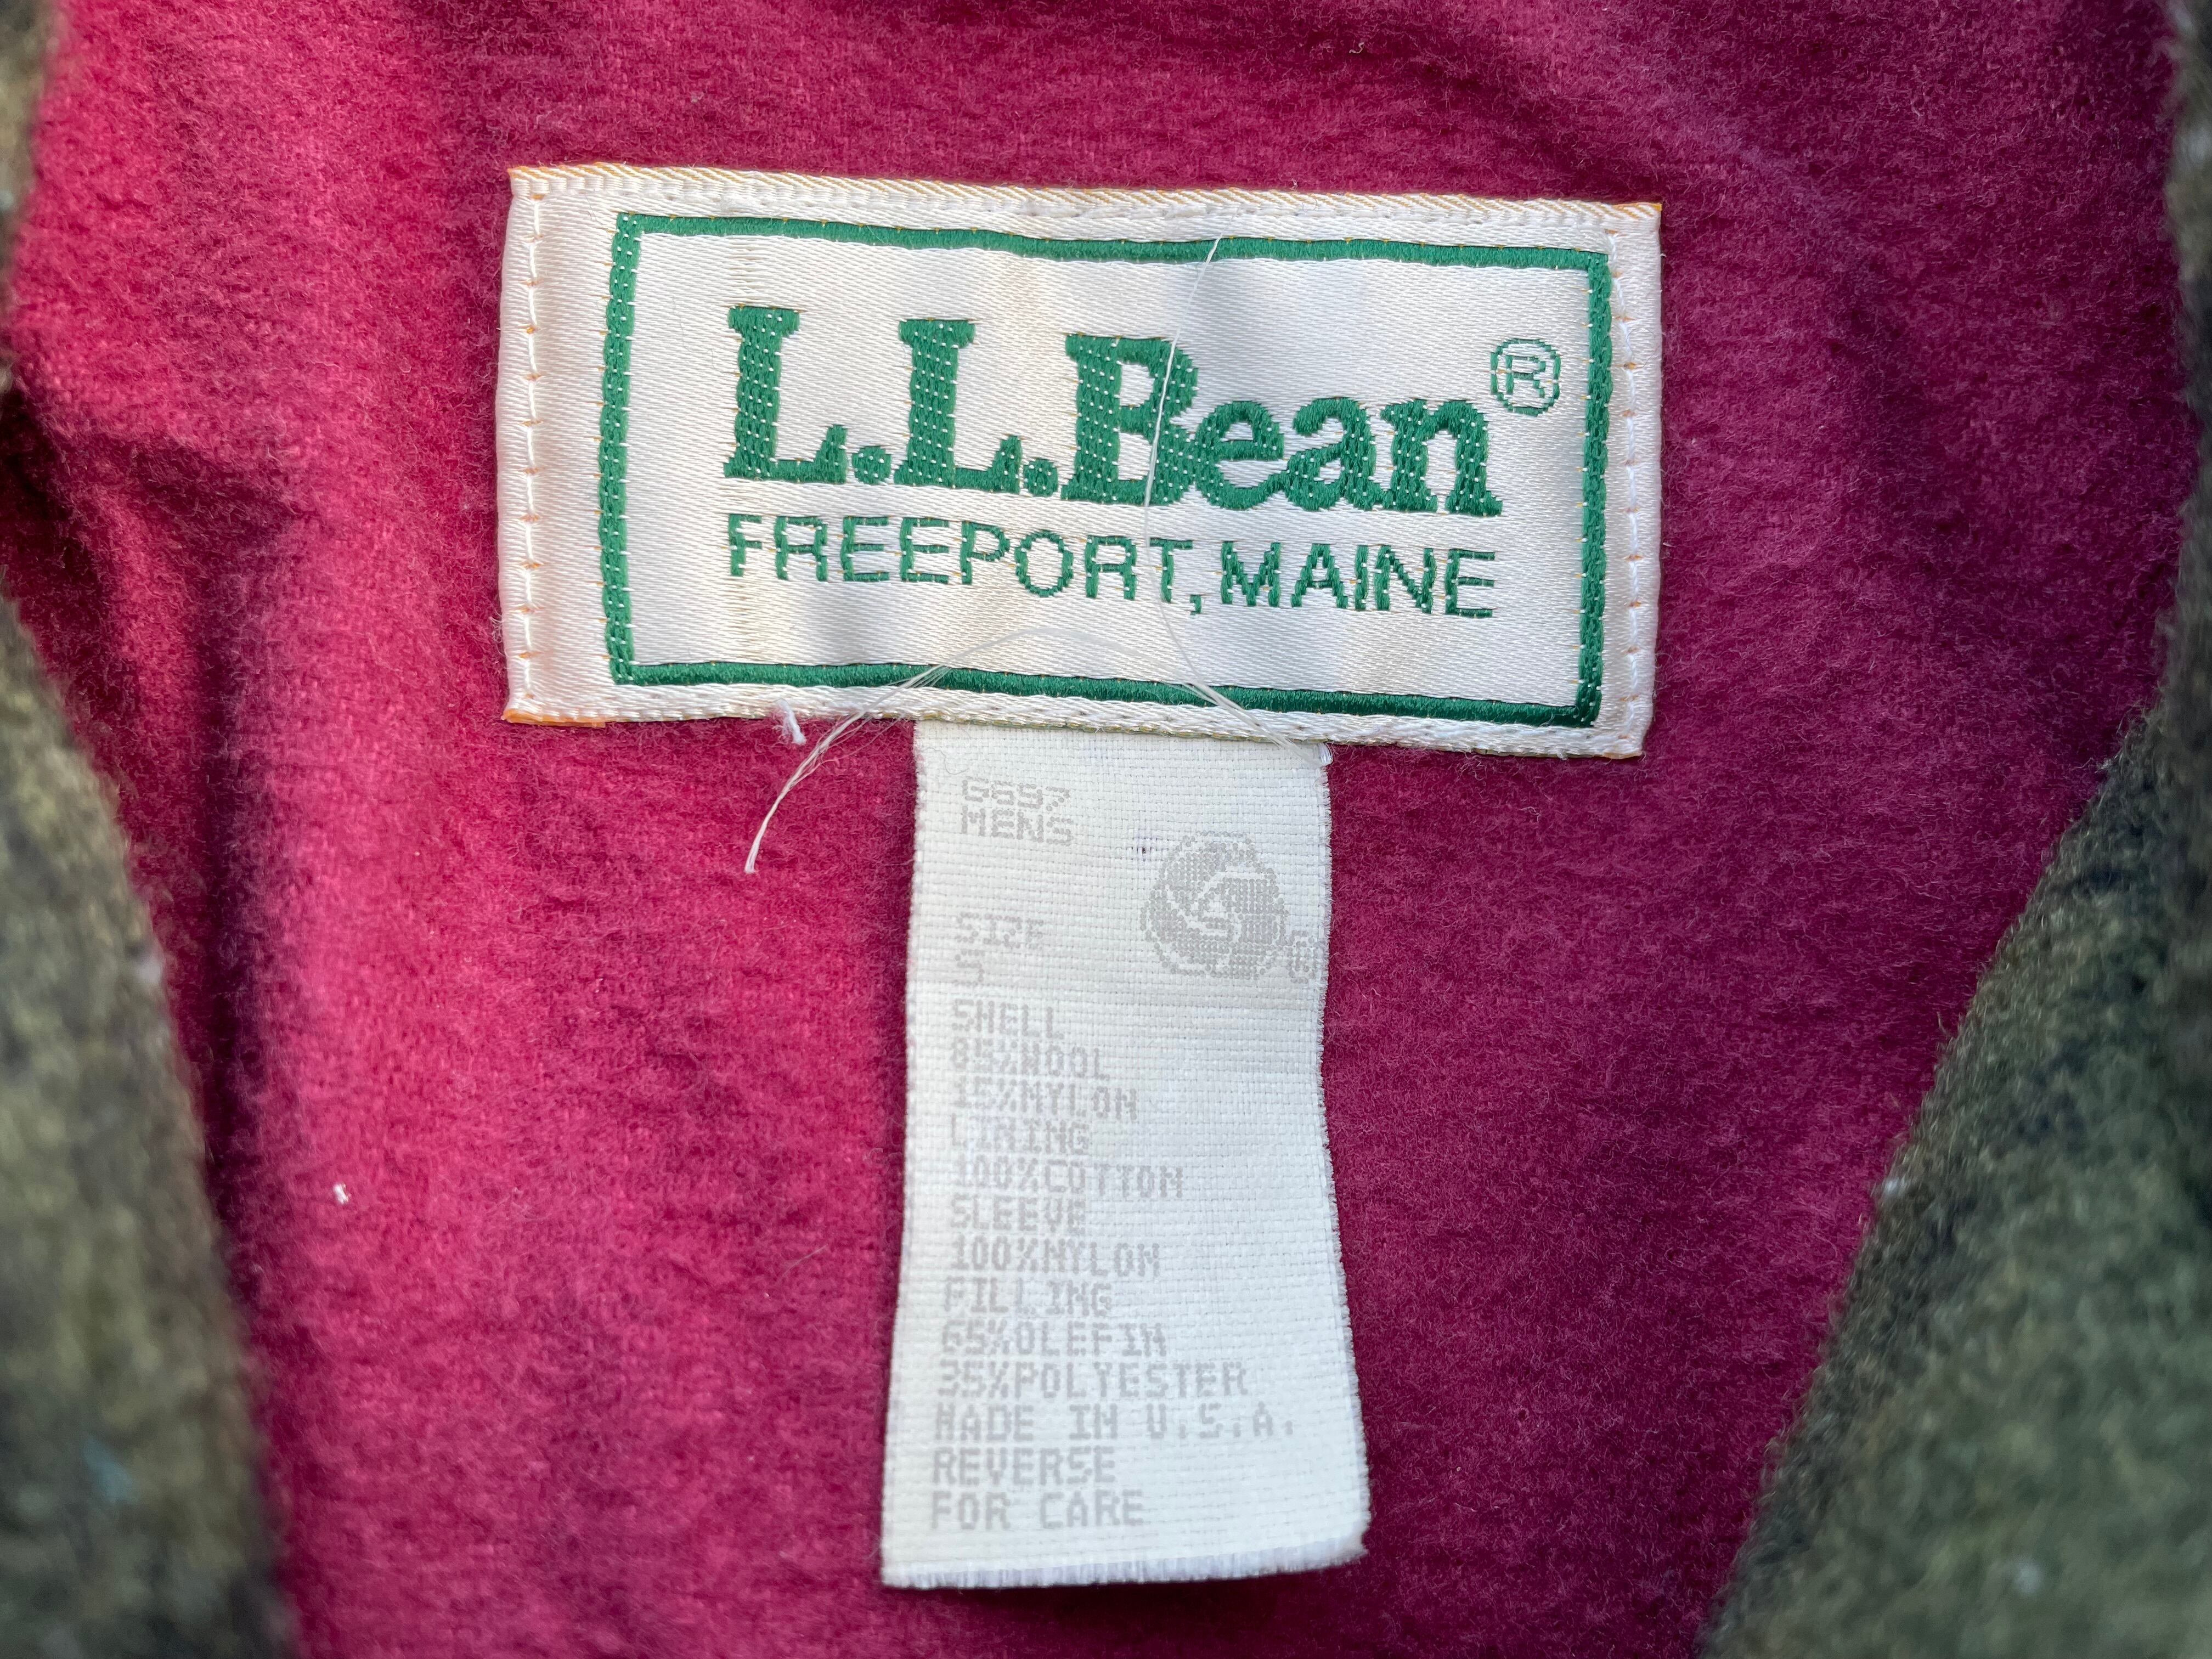 L.L.Bean®
FREEPORT, MAINE
G697
MENS
SIZE
S
SHELL
85%WOOL
15%NYLON
LINING
100%COTTON
SLEEVE
100%NYLON
FILLING
65%OLEFIN
35%POLYESTER
MADE IN U.S.A.
REVERSE
FOR CARE